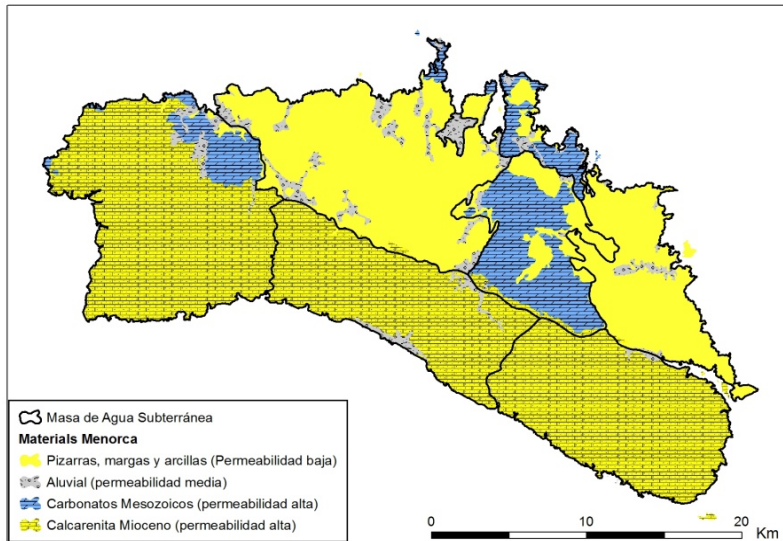 Masa de Agua Subterránea
Materials Menorca
Pizarras, margas y arcillas (Permeabilidad baja)
Aluvial (permeabilidad media)
Carbonatos Mesozoicos (permeabilidad alta)
Calcarenita Mioceno (permeabilidad alta)
0 10 20
Km